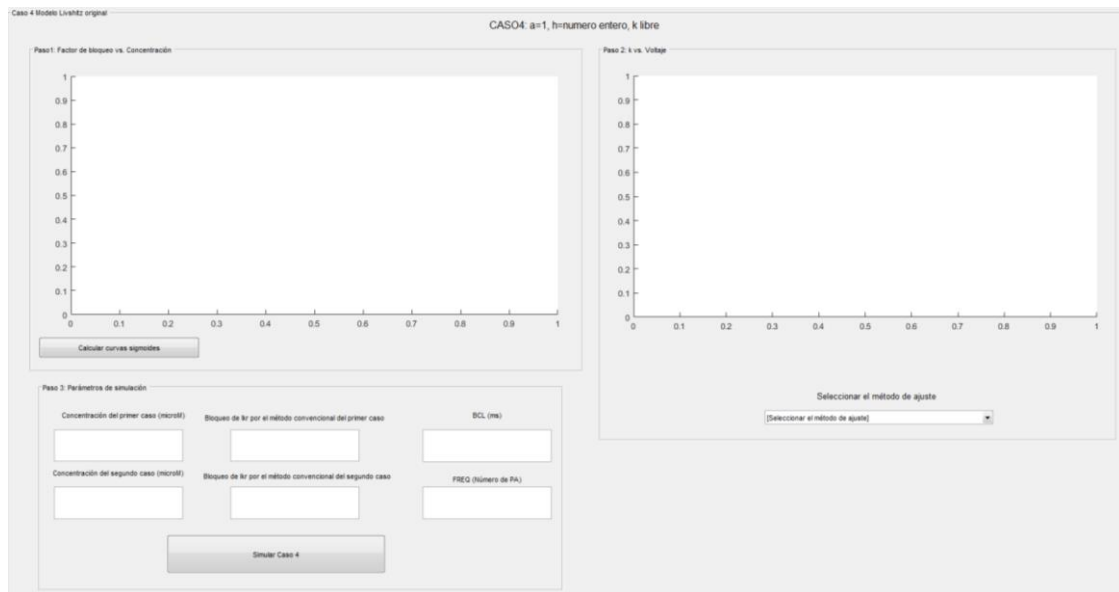 Caso 4 Modelo Livshitz original
CASO4: a=1, h=numero entero, k libre
Paso1: Factor de bloqueo vs. Concentración
1
0.9
0.8
0.7
0.6
0.5
0.4
0.3
0.2
0.1
0
0 0.1 0.2 0.3 0.4 0.5 0.6 0.7 0.8 0.9 1
Calcular curvas sigmoides
Paso 2: k vs. Voltaje
1
0.9
0.8
0.7
0.6
0.5
0.4
0.3
0.2
0.1
0
0 0.1 0.2 0.3 0.4 0.5 0.6 0.7 0.8 0.9 1
Seleccionar el método de ajuste
[Seleccionar el método de ajuste]
Paso 3: Parámetros de simulación
Concentración del primer caso (microM)
Bloqueo de Ikr por el método convencional del primer caso
BCL (ms)
Concentración del segundo caso (microM)
Bloqueo de Ikr por el método convencional del segundo caso
FREQ (Número de PA)
Simular Caso 4